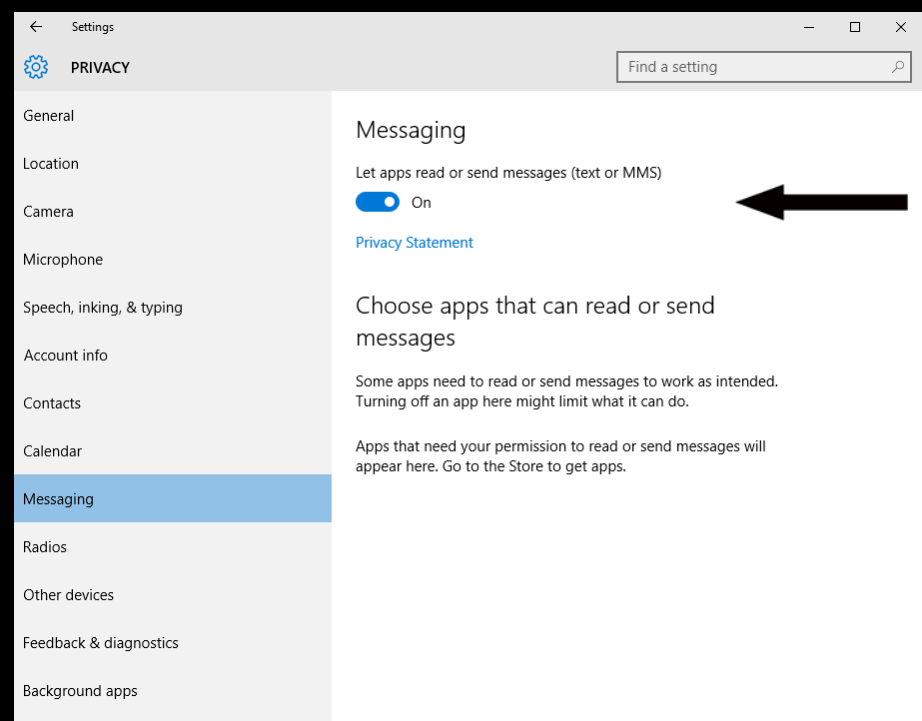 Settings
PRIVACY
Find a setting
General
Location
Camera
Microphone
Speech, inking, & typing
Account info
Contacts
Calendar
Messaging
Radios
Other devices
Feedback & diagnostics
Background apps
Messaging
Let apps read or send messages (text or MMS)
On
Privacy Statement
Choose apps that can read or send
messages
Some apps need to read or send messages to work as intended.
Turning off an app here might limit what it can do.
Apps that need your permission to read or send messages will
appear here. Go to the Store to get apps.